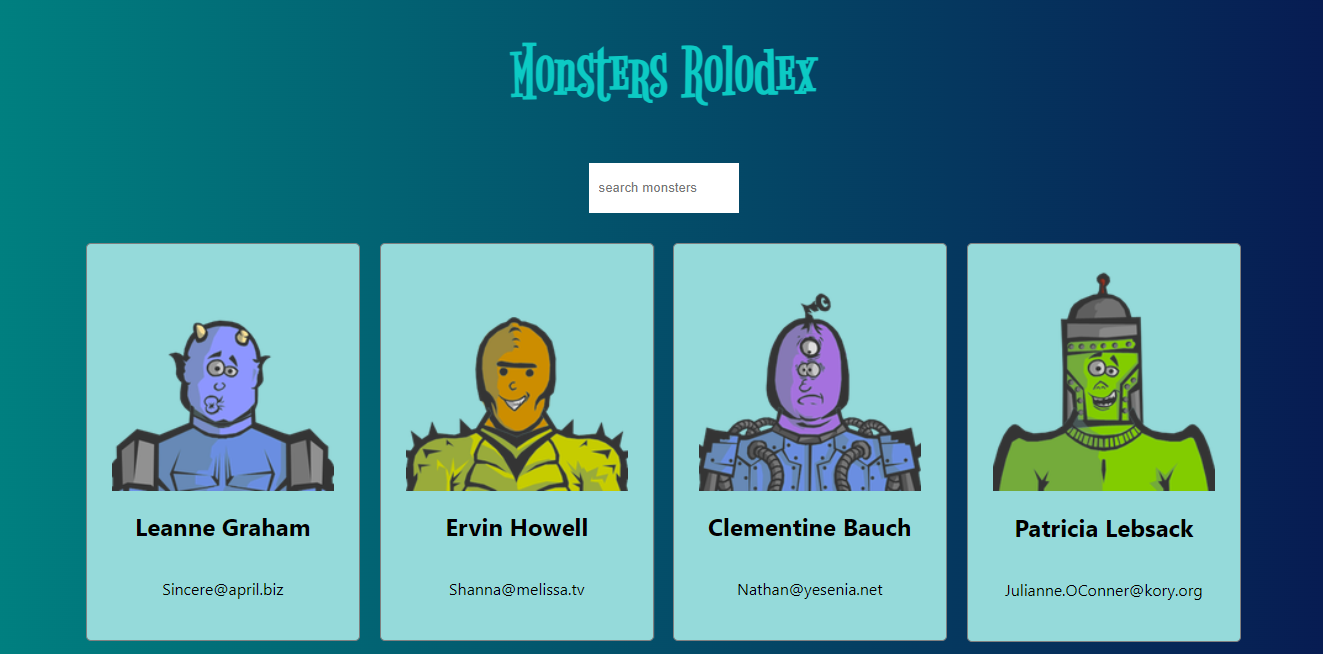 Monsters Rolodex
search monsters
Leanne Graham
Sincere@april.biz
Ervin Howell
Shanna@melissa.tv
Clementine Bauch
Nathan@yesenia.net
Patricia Lebsack
Julianne.OConner@kory.org